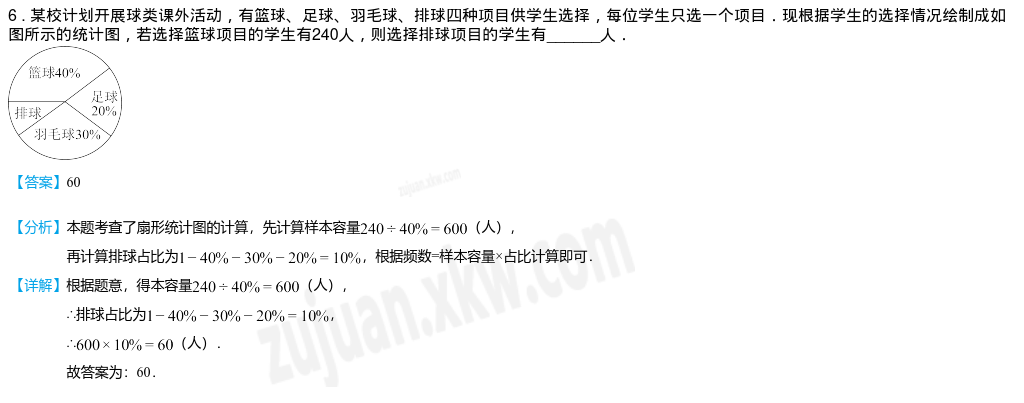 6．某校计划开展球类课外活动，有篮球、足球、羽毛球、排球四种项目供学生选择，每位学生只选一个项目．现根据学生的选择情况绘制成如
图所示的统计图，若选择篮球项目的学生有240人，则选择排球项目的学生有______人．
篮球40%
足球
20%
排球
羽毛球30%
【答案】60
【分析】本题考查了扇形统计图的计算，先计算样本容量240÷40%=600（人），
再计算排球占比为1−40%−30%−20%=10%，根据频数=样本容量×占比计算即可．
【详解】根据题意，得本容量240÷40%=600（人），
∴排球占比为1−40%−30%−20%=10%，
∴600×10%=60（人）．
故答案为：60．
zujuan.xkw.com
zujuan.xkw.com